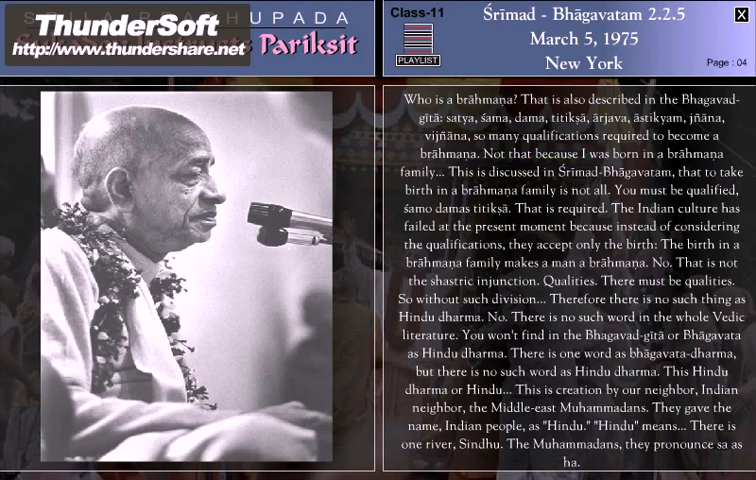 PRABHUPADA
ThunderSoft
http://www.thundershare.net
Pariksit
Class-11
PLAYLIST
Śrīmad - Bhāgavatam 2.2.5
March 5, 1975
New York
X
Page : 04
Who is a brāhmaṇa? That is also described in the Bhagavad-
gītā: satya, śama, dama, titikṣā, ārjava, āstikyam, jñāna,
vijñāna, so many qualifications required to become a
brāhmaṇa. Not that because I was born in a brāhmaṇa
family... This is discussed in Śrīmad-Bhāgavatam, that to take
birth in a brāhmaṇa family is not all. You must be qualified,
śamo damas titikṣā. That is required. The Indian culture has
failed at the present moment because instead of considering
the qualifications, they accept only the birth: The birth in a
brāhmaṇa family makes a man a brāhmaṇa. No. That is not
the shastric injunction. Qualities. There must be qualities.
So without such division... Therefore there is no such thing as
Hindu dharma. No. There is no such word in the whole Vedic
literature. You won't find in the Bhagavad-gītā or Bhāgavata
as Hindu dharma. There is one word as bhāgavata-dharma,
but there is no such word as Hindu dharma. This Hindu
dharma or Hindu... This is creation by our neighbor, Indian
neighbor, the Middle-east Muhammadans. They gave the
name, Indian people, as "Hindu." "Hindu" means... There is
one river, Sindhu. The Muhammadans, they pronounce sa as
ha.